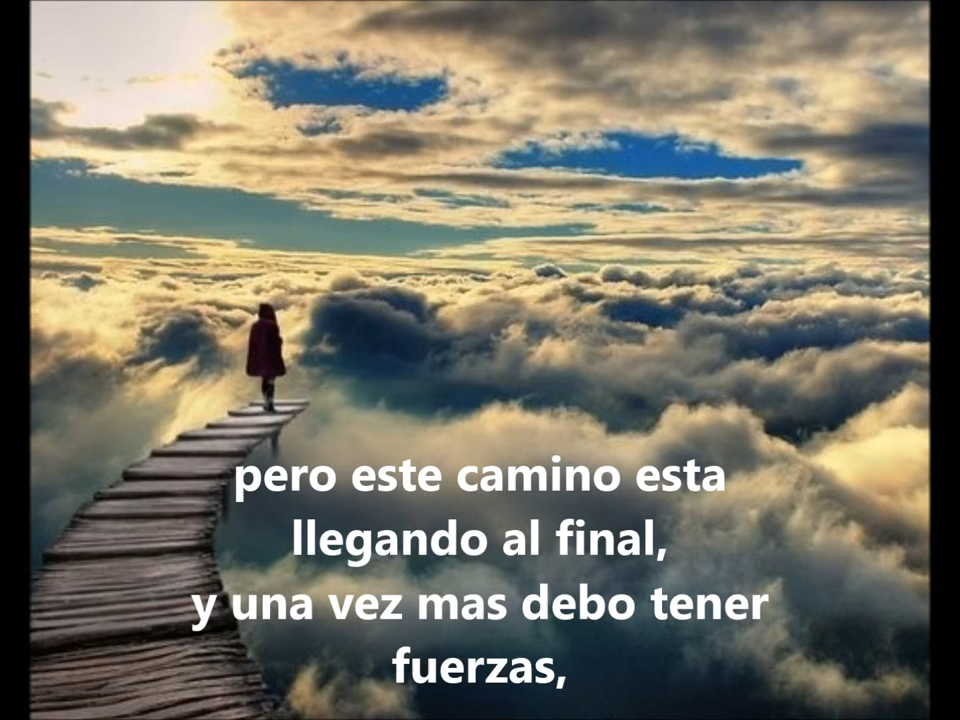 pero este camino esta
llegando al final,
y una vez mas debo tener
fuerzas,